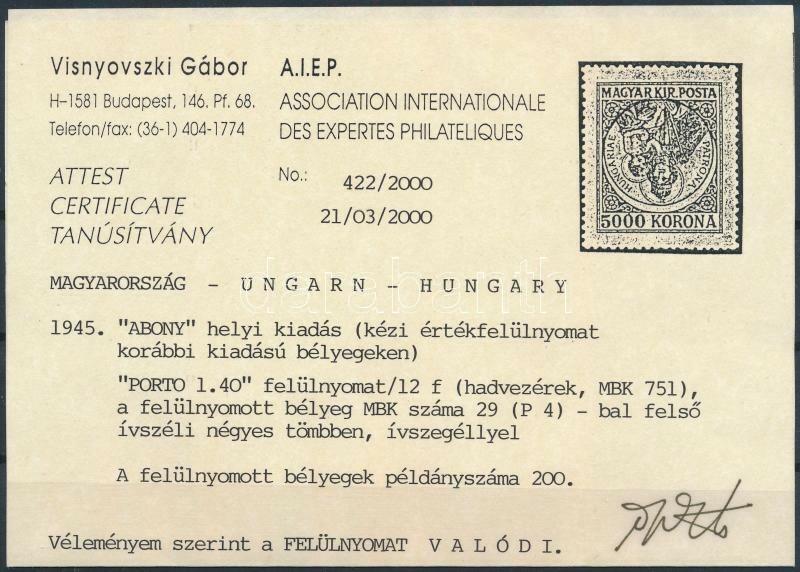 Visnyovszki Gábor
H-1581 Budapest, 146. Pf. 68.
Telefon/fax: (36-1) 404-1774
A.I.E.P.
ASSOCIATION INTERNATIONALE
DES EXPERTES PHILATELIQUES
ATTEST
CERTIFICATE
TANÚSÍTVÁNY
No.: 422/2000
21/03/2000
MAGYAR KIR. POSTA
HUNGARIAE
PATRONA
5000 KORONA
MAGYARORSZÁG - UNGARN -- HUNGARY
darabanth
1945. "ABONY" helyi kiadás (kézi értékfelülnyomat
korábbi kiadású bélyegeken)
"PORTO 1.40" felülnyomat/12 f (hadvezérek, MBK 751),
a felülnyomott bélyeg MBK száma 29 (P 4) - bal felső
ívszéli négyes tömbben, ívszegéllyel
A felülnyomott bélyegek példányszáma 200.
Véleményem szerint a FELÜLNYOMAT VALÓDI.